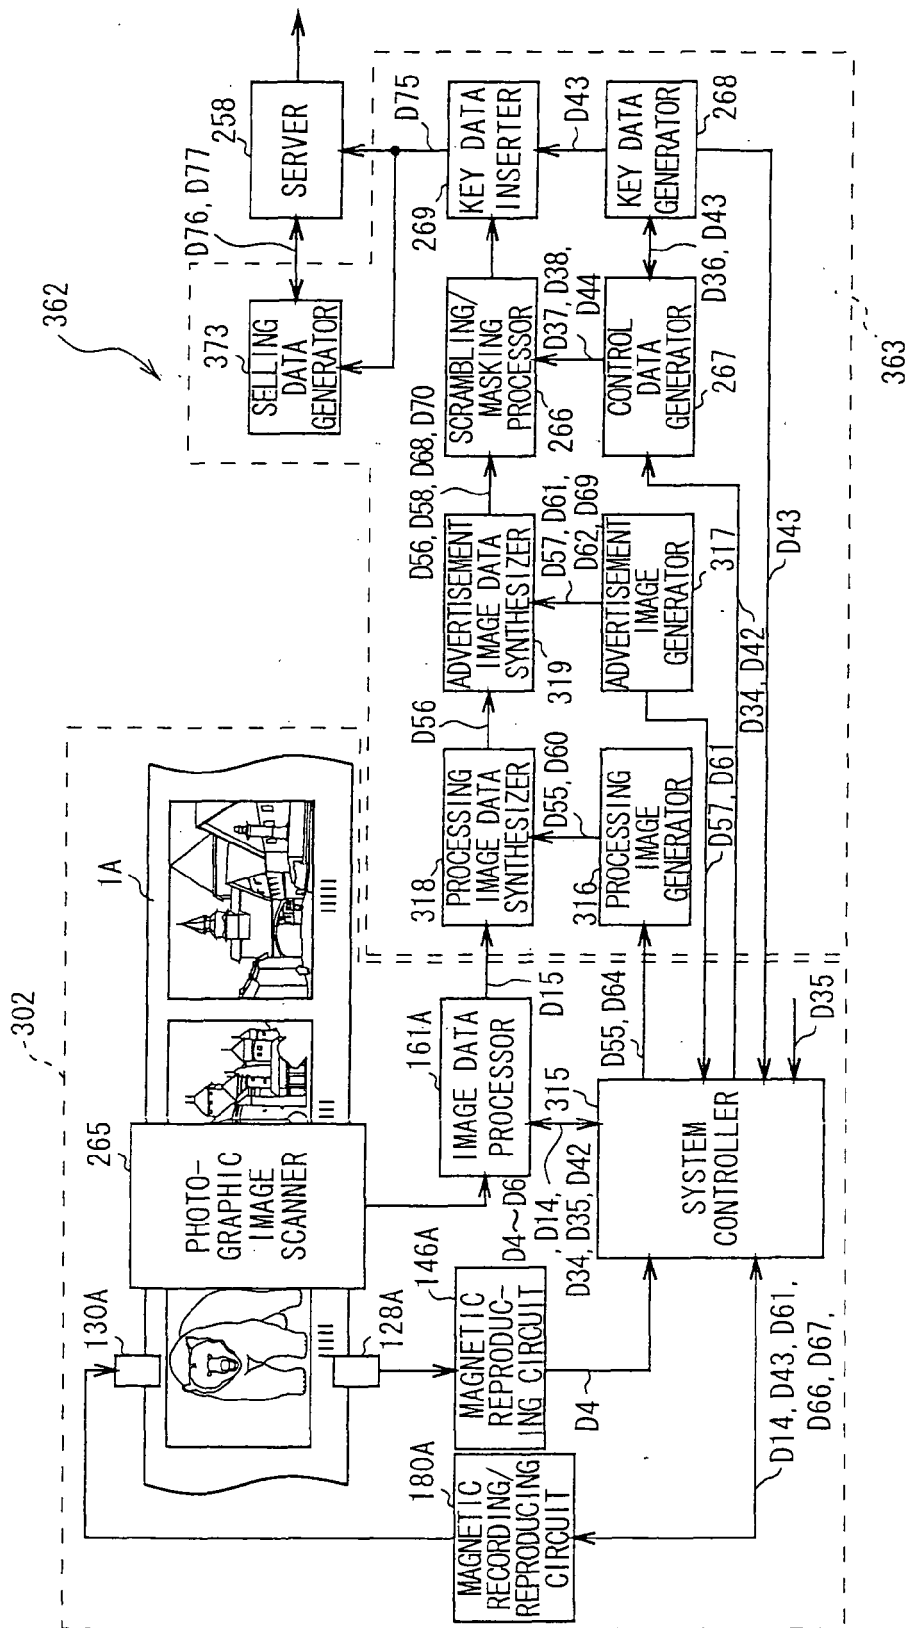 302
1A
265
PHOTO-
GRAPHIC
IMAGE
SCANNER
130A
128A
180A
MAGNETIC
RECORDING/
REPRODUCING
CIRCUIT
146A
MAGNETIC
REPRODUC-
ING CIRCUIT
D4
161A
IMAGE DATA
PROCESSOR
D15
D4~D6
, D14,
D34, D35, D42
315
SYSTEM
CONTROLLER
D14, D43, D61,
D66, D67,
D35
D55, D64
D57, D61
D34, D42
D43
362
363
318
PROCESSING
IMAGE DATA
SYNTHESIZER
D56
D55, D60
316
PROCESSING
IMAGE
GENERATOR
ADVERTISEMENT
IMAGE DATA
SYNTHESIZER
319
D56, D58, D68, D70
D57, D61,
D62, D69
ADVERTISEMENT
IMAGE
GENERATOR
317
SCRAMBLING/
MASKING
PROCESSOR
266
D37, D38,
D44
CONTROL
DATA
GENERATOR
267
D36, D43
269
KEY DATA
INSERTER
D75
D43
KEY DATA
GENERATOR
268
373
SELLING
DATA
GENERATOR
D76, D77
258
SERVER